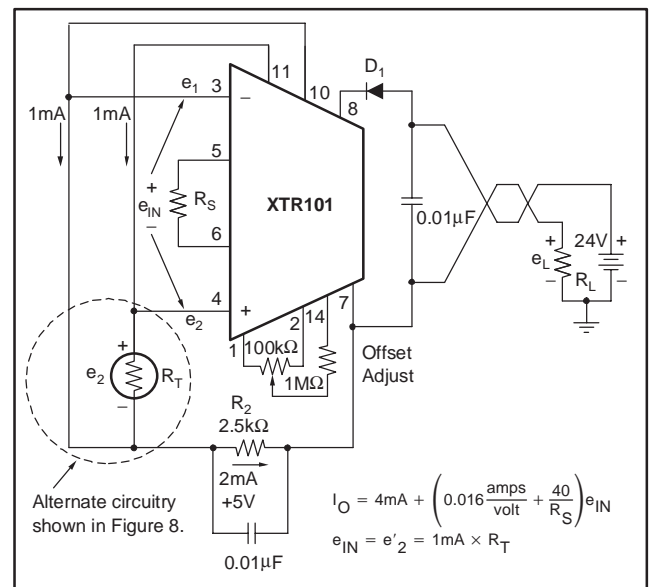 11
D1
e1 3
−
10
8
1mA
1mA
5
+
eIN
−
RS
XTR101
0.01µF
6
24V
+
+
eL
−
RL
−
4
+
e2
2
14
7
1
100kΩ
1MΩ
Offset
Adjust
+
e2
RT
−
R2
2.5kΩ
2mA
+5V
0.01µF
Alternate circuitry
shown in Figure 8.
IO = 4mA + (0.016 amps/volt + 40/RS) eIN
eIN = e′2 = 1mA × RT